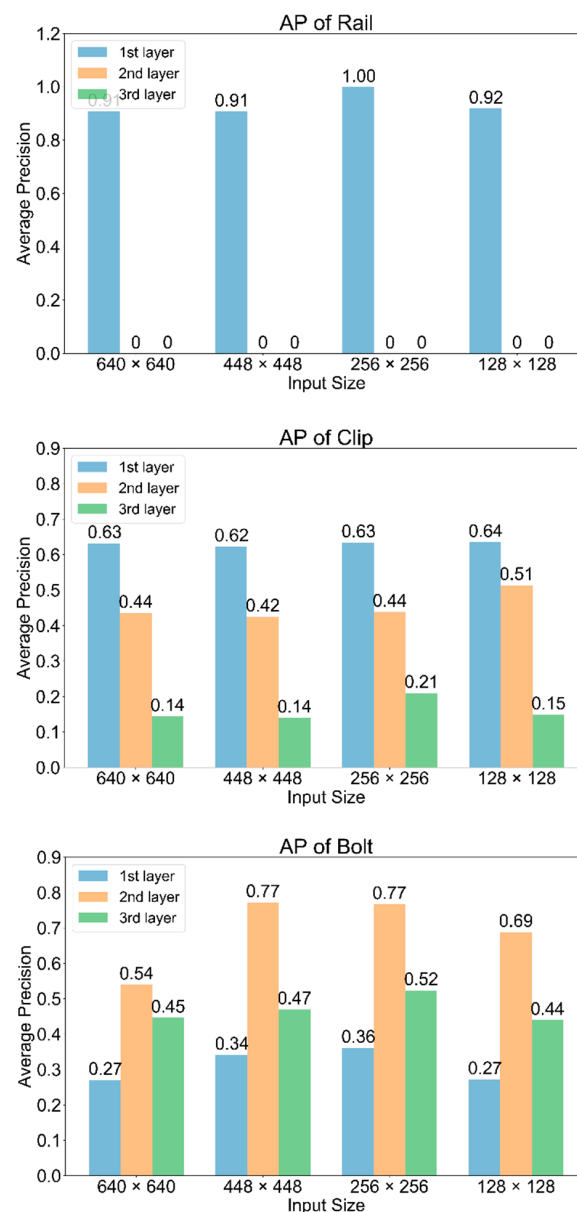 AP of Rail
1.2
1.0
0.8
0.6
0.4
0.2
0.0
Average Precision
1st layer
2nd layer
3rd layer
0.91 0 0
0.91 0 0
1.00 0 0
0.92 0 0
640 × 640 448 × 448 256 × 256 128 × 128
Input Size
AP of Clip
0.9
0.8
0.7
0.6
0.5
0.4
0.3
0.2
0.1
0.0
Average Precision
1st layer
2nd layer
3rd layer
0.63 0.44 0.14
0.62 0.42 0.14
0.63 0.44 0.21
0.64 0.51 0.15
640 × 640 448 × 448 256 × 256 128 × 128
Input Size
AP of Bolt
0.9
0.8
0.7
0.6
0.5
0.4
0.3
0.2
0.1
0.0
Average Precision
1st layer
2nd layer
3rd layer
0.27 0.54 0.45
0.34 0.77 0.47
0.36 0.77 0.52
0.27 0.69 0.44
640 × 640 448 × 448 256 × 256 128 × 128
Input Size